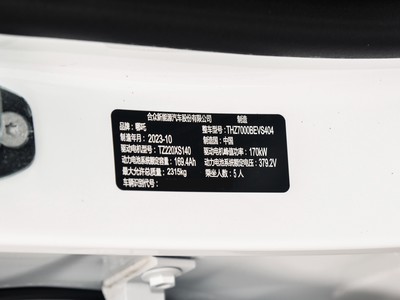 合众新能源汽车股份有限公司 制造
品牌：哪吒 整车型号：THZ7000BEVS404
制造年月：2023-10 制造国：中国
驱动电机型号：TZ220XS140 驱动电机峰值功率：170kW
动力电池系统额定容量：169.4Ah 动力电池系统额定电压：379.2V
最大允许总质量：2315kg 乘坐人数：5 人
车辆识别代号：